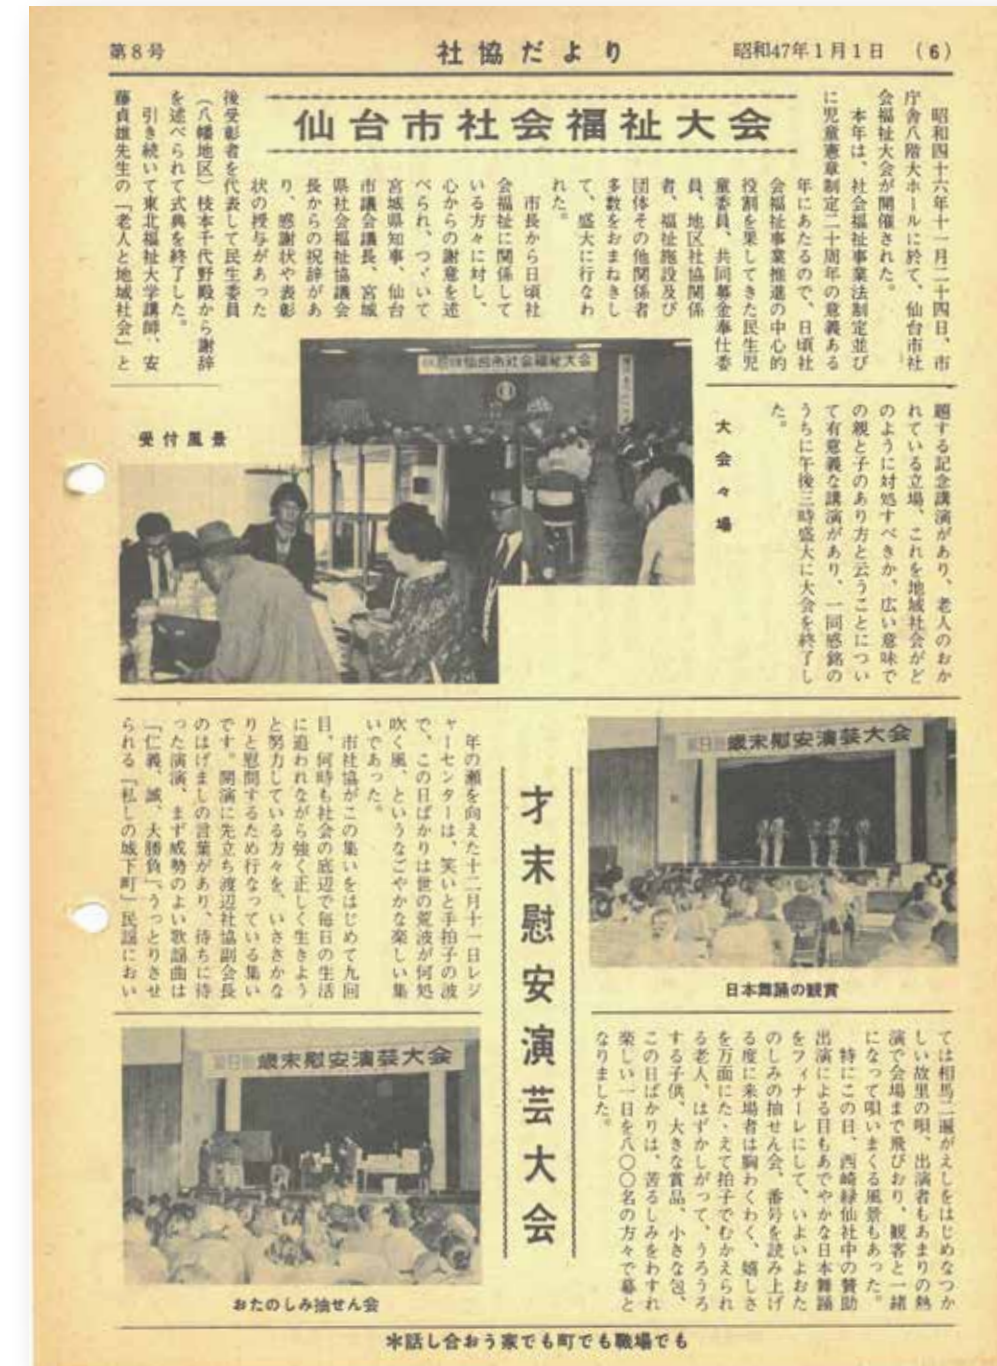 第8号
社協だより
昭和47年1月1日
(6)
仙台市社会福祉大会
昭和四十六年十一月二十四日、市
庁舎八階大ホールに於て、仙台市社
会福祉大会が開催された。
本年は、社会福祉事業法制定並び
に児童憲章制定二十周年の意義ある
年にあたるので、日頃社
会福祉事業推進の中心的
役割を果してきた民生児
童委員、共同募金奉仕委
員、地区社協関係
者、福祉施設及び
団体その他関係者
多数をおまねきし
て、盛大に行なわ
れた。
市長から日頃社
会福祉に関係して
いる方々に対し、
心からの謝意を述
べられ、つゞいて
宮城県知事、仙台
市議会議長、宮城
県社会福祉協議会
長からの祝辞があ
り、感謝状や表彰
状の授与があった
後受彰者を代表して民生委員
(八幡地区)枝本千代野殿から謝辞
を述べられて式典を終了した。
引き続いて東北福祉大学講師、安
藤貞雄先生の「老人と地域社会」と
題する記念講演があり、老人のおか
れている立場、これを地域社会がど
のように対処すべきか、広い意味で
の親と子のあり方と云うことについ
て有意義な講演があり、一同感銘の
うちに午後三時盛大に大会を終了し
た。
大会々場
仙台市社会福祉大会
受付風景
才末慰安演芸大会
年の瀬を向えた十二月十一日レジ
ャーセンターは、笑いと手拍子の波
で、この日ばかりは世の荒波が何処
吹く風、というなごやかな楽しい集
いであった。
市社協がこの集いをはじめて九回
目。何時も社会の底辺で毎日の生活
に追われながら強く正しく生きよう
と努力している方々を、いささかな
りと慰問するため行なっている集い
です。開演に先立ち渡辺社協副会長
のはげましの言葉があり、待ちに待
った演演、まず威勢のよい歌謡曲は
「仁義、誠、大勝負」、うっとりさせ
られる「私しの城下町」民謡におい
ては相馬二遍がえしをはじめなつか
しい故里の唄、出演者もあまりの熱
演で会場まで飛びおり、観客と一緒
になって唄いまくる風景もあった。
特にこの日、西崎緑仙社中の賛助
出演による目もあでやかな日本舞踊
をフィナーレにして、いよいよおた
のしみの抽せん会、番号を読み上げ
る度に来場者は胸わくわく、嬉しさ
を万面にたゝえて拍子でむかえられ
る老人、はずかしがって、うろうろ
する子供、大きな賞品、小さな包、
この日ばかりは、苦るしみをわすれ
楽しい一日を八〇〇名の方々で幕と
なりました。
第9回歳末慰安演芸大会
日本舞踊の観賞
第9回歳末慰安演芸大会
おたのしみ抽せん会
*話し合おう家でも町でも職場でも